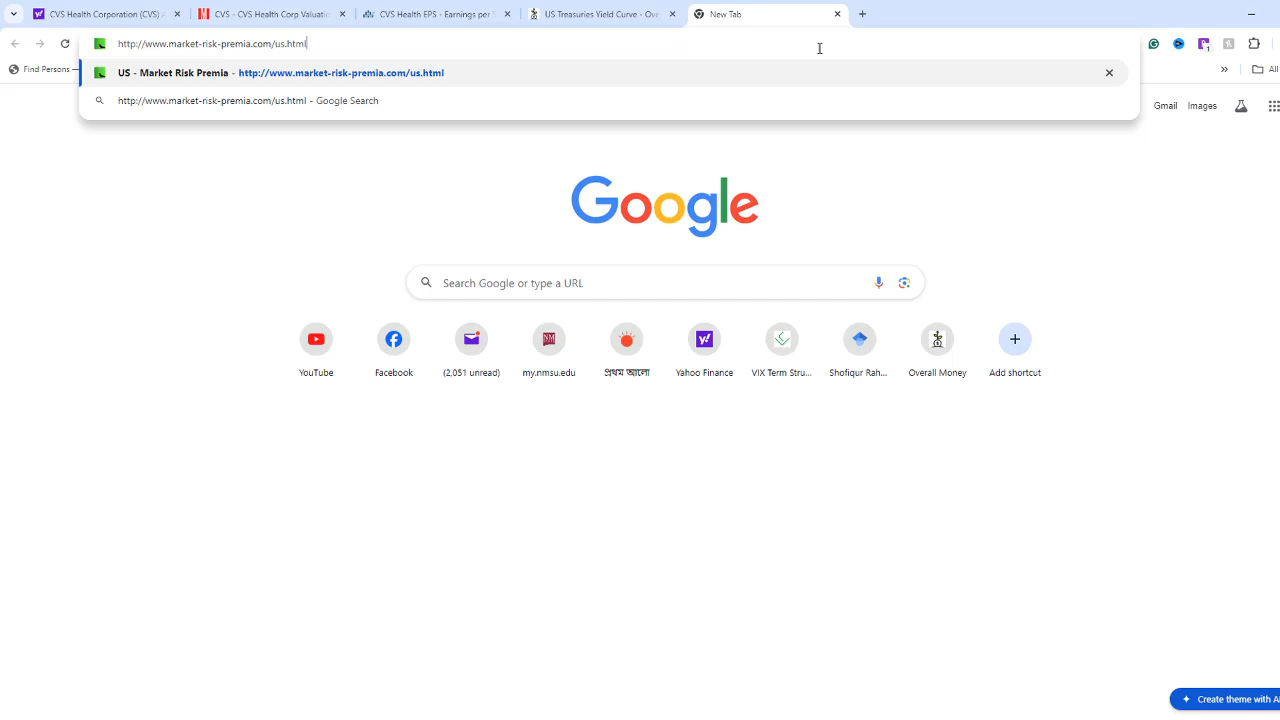 CVS Health Corporation (CVS) A
CVS - CVS Health Corp Valuatio
CVS Health EPS - Earnings per S
US Treasuries Yield Curve - Ove
New Tab
http://www.market-risk-premia.com/us.html
1
Find Persons
US - Market Risk Premia - http://www.market-risk-premia.com/us.html
All
http://www.market-risk-premia.com/us.html - Google Search
Gmail Images
Google
Search Google or type a URL
YouTube
Facebook
(2,051 unread)
my.nmsu.edu
প্রথম আলো
Yahoo Finance
VIX Term Stru...
Shofiqur Rah...
Overall Money
Add shortcut
Create theme with AI